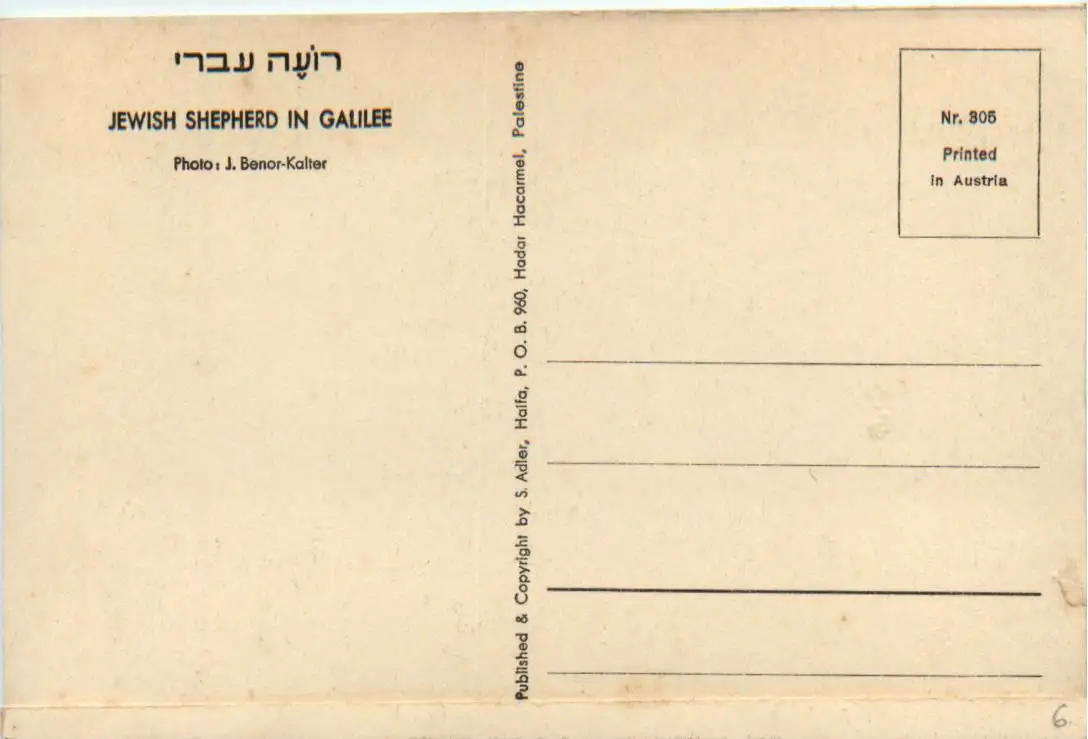 רוֹעֶה עברי
JEWISH SHEPHERD IN GALILEE
Photo: J. Benor-Kalter
Published & Copyright by S. Adler, Haifa, P. O. B. 960, Hadar Hacarmel, Palestine
Nr. 305
Printed
in Austria
6.